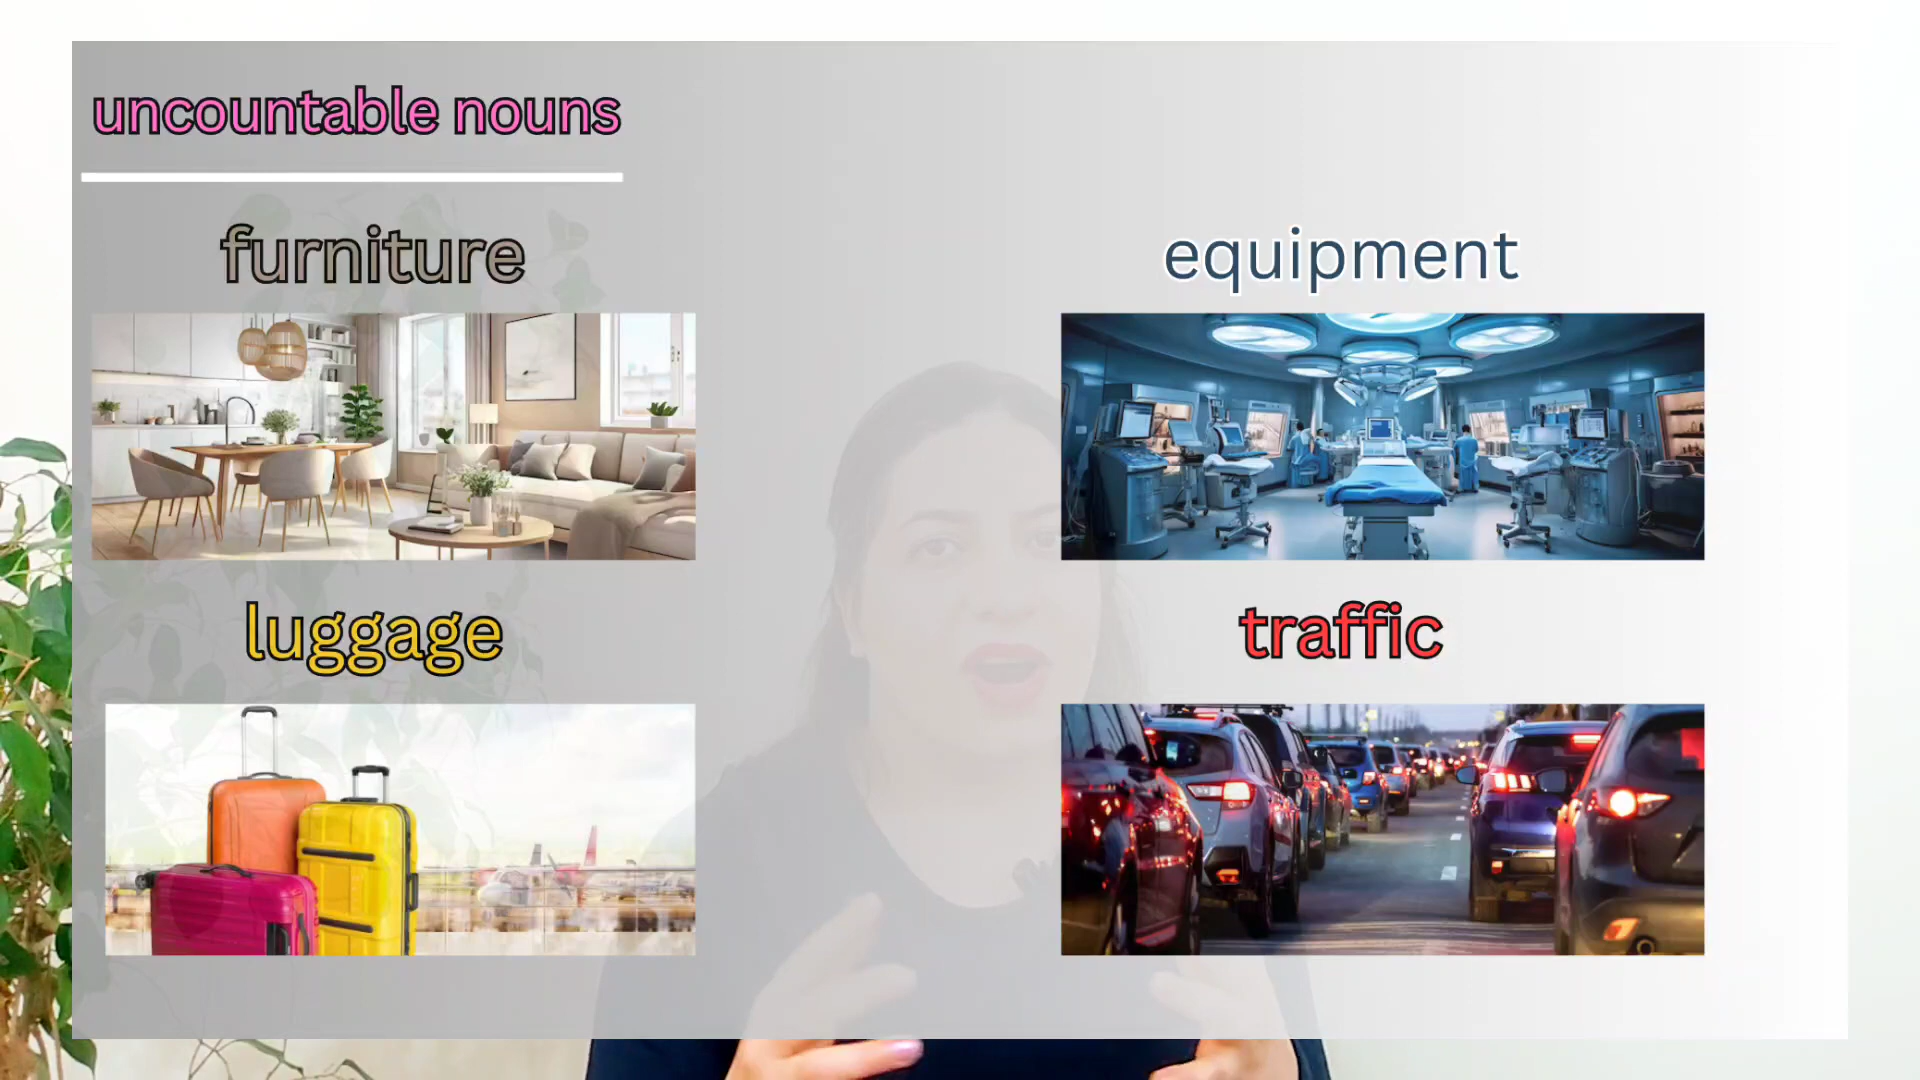 uncountable nouns
furniture
equipment
luggage
traffic